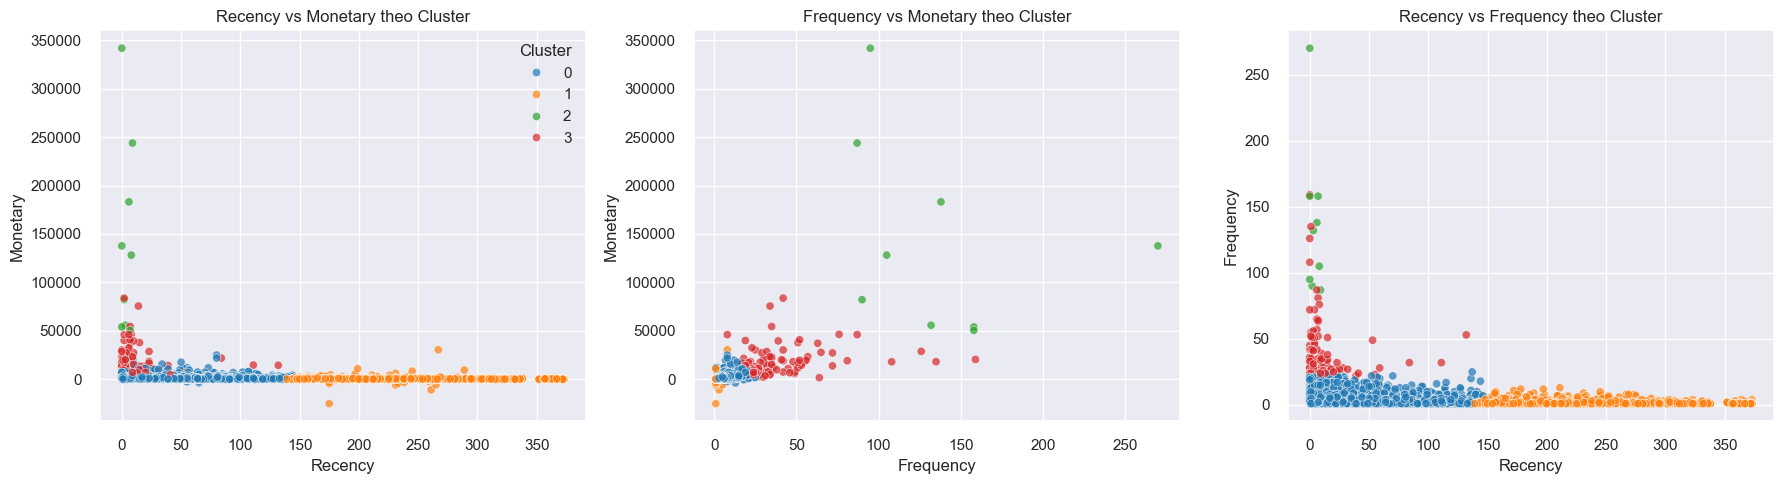 Recency vs Monetary theo Cluster
350000
300000
250000
200000
150000
100000
50000
0
Monetary
0 50 100 150 200 250 300 350
Recency
Cluster
0
1
2
3
Frequency vs Monetary theo Cluster
350000
300000
250000
200000
150000
100000
50000
0
Monetary
0 50 100 150 200 250
Frequency
Recency vs Frequency theo Cluster
250
200
150
100
50
0
Frequency
0 50 100 150 200 250 300 350
Recency